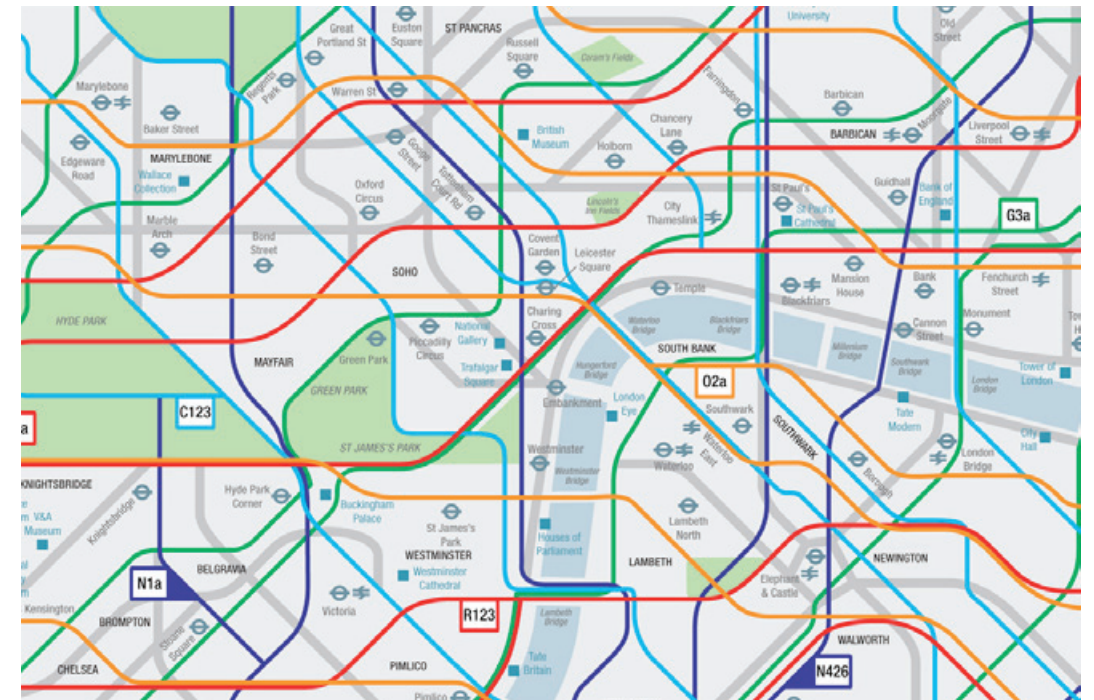 Great
Portland St
Euston
Square
ST PANCRAS
Russell
Square
Coram's Fields
University
Old
Street
Marylebone
Regents
Park
Warren St
Farringdon
Barbican
Baker Street
Chancery
Lane
BARBICAN
Moorgate
Liverpool
Street
British
Museum
Holborn
Edgeware
Road
MARYLEBONE
Wallace
Collection
Gouge
Street
Tottenham
Court Rd
Oxford
Circus
Lincoln's
Inn Fields
City
Thameslink
St Paul's
St Paul's
Cathedral
Guidhall
Bank of
England
G3a
Marble
Arch
Bond
Street
Covent
Garden
Leicester
Square
SOHO
Temple
Blackfriars
Mansion
House
Bank
Fenchurch
Street
HYDE PARK
Charing
Cross
Waterloo
Bridge
Blackfriars
Bridge
Cannon
Street
Monument
Green Park
Piccadilly
Circus
National
Gallery
Trafalgar
Square
SOUTH BANK
Millenium
Bridge
Southwark
Bridge
London
Bridge
Tower of
London
MAYFAIR
GREEN PARK
Hungerford
Bridge
O2a
Embankment
London
Eye
Southwark
Tate
Modern
City
Hall
C123
a
ST JAMES'S PARK
Westminster
Westminster
Bridge
Waterloo
Waterloo
East
SOUTHWARK
Borough
London
Bridge
KNIGHTSBRIDGE
V&A
Museum
Knightsbridge
Hyde Park
Corner
Buckingham
Palace
St James's
Park
WESTMINSTER
Westminster
Cathedral
Houses of
Parliament
Lambeth
North
LAMBETH
Elephant
& Castle
NEWINGTON
BELGRAVIA
N1a
Victoria
R123
Lambeth
Bridge
Kensington
BROMPTON
Sloane
Square
WALWORTH
CHELSEA
PIMLICO
Pimlico
Tate
Britain
N426